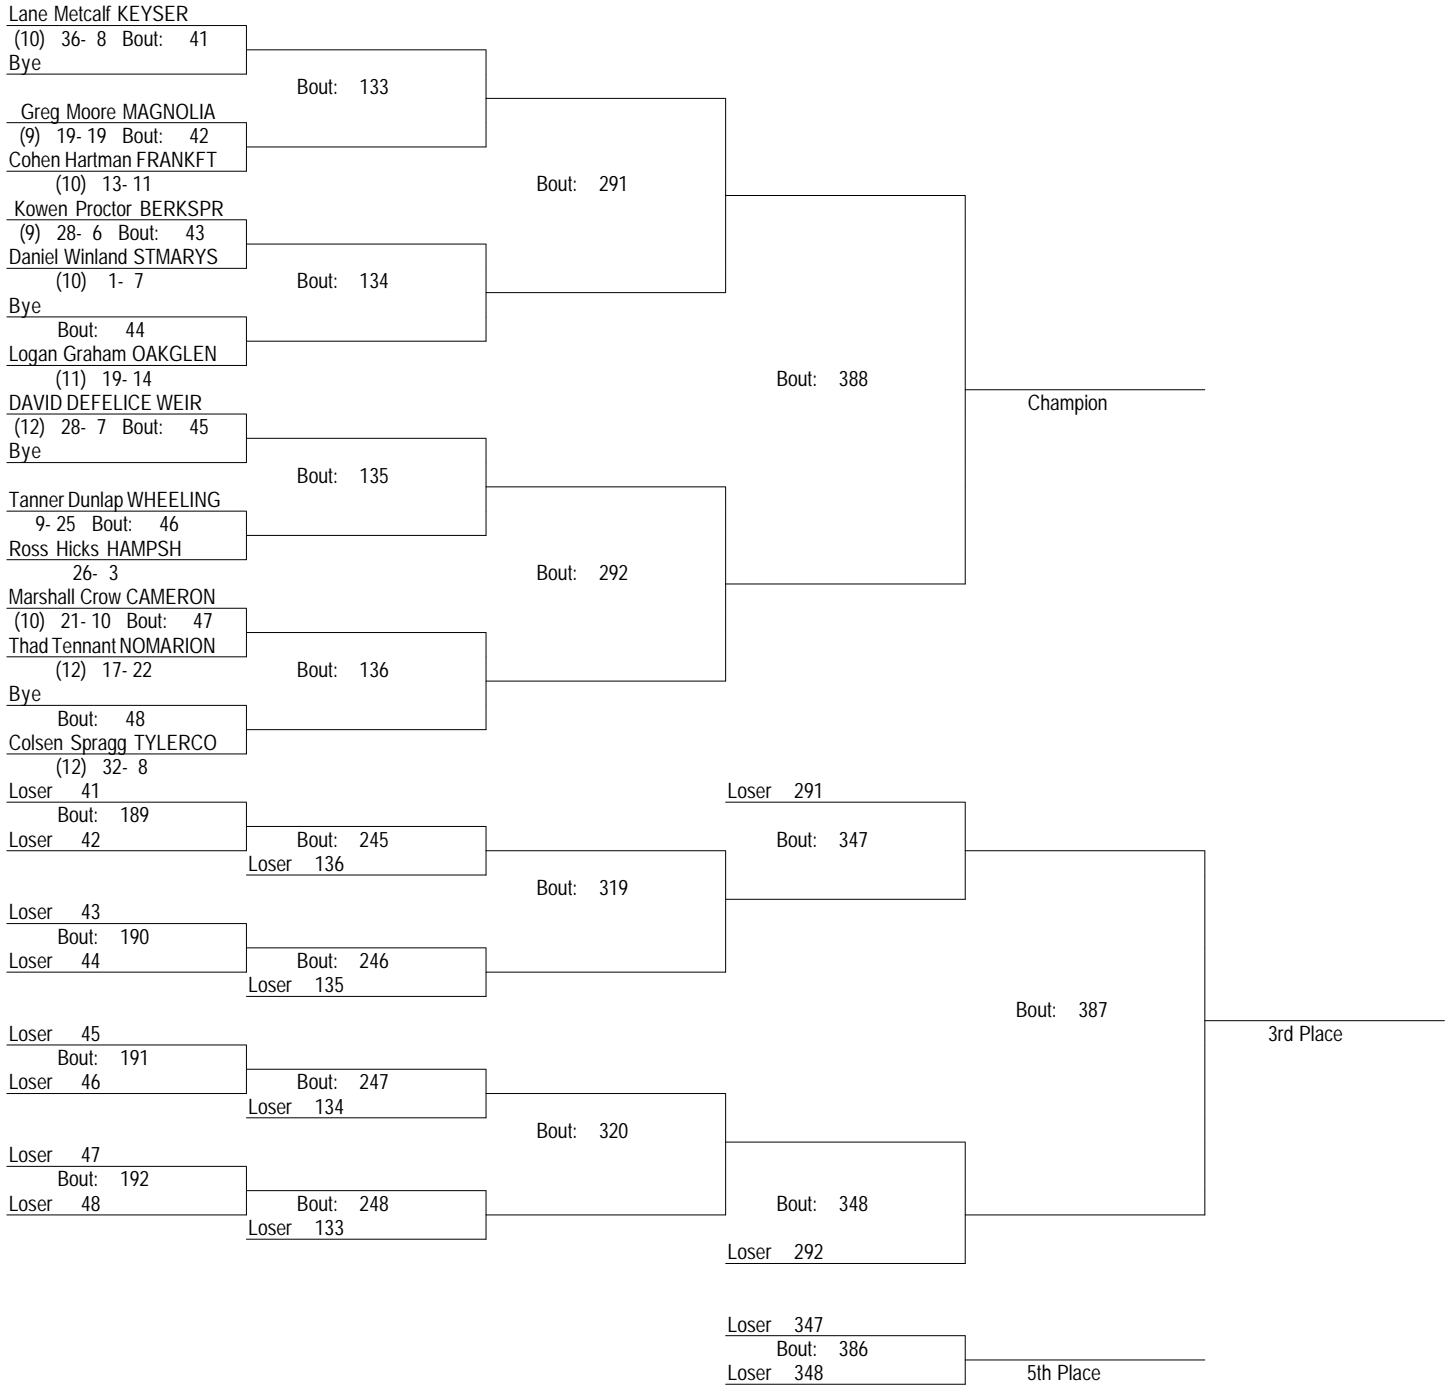 Lane Metcalf KEYSER
(10) 36- 8 Bout: 41
Bye
Bout: 133
Greg Moore MAGNOLIA
(9) 19- 19 Bout: 42
Cohen Hartman FRANKFT
(10) 13- 11
Bout: 291
Kowen Proctor BERKSPR
(9) 28- 6 Bout: 43
Daniel Winland STMARYS
(10) 1- 7
Bout: 134
Bye
Bout: 44
Logan Graham OAKGLEN
(11) 19- 14
Bout: 388
Champion
DAVID DEFELICE WEIR
(12) 28- 7 Bout: 45
Bye
Bout: 135
Tanner Dunlap WHEELING
9- 25 Bout: 46
Ross Hicks HAMPSH
26- 3
Bout: 292
Marshall Crow CAMERON
(10) 21- 10 Bout: 47
Thad Tennant NOMARION
(12) 17- 22
Bout: 136
Bye
Bout: 48
Colsen Spragg TYLERCO
(12) 32- 8
Loser 41
Bout: 189
Loser 42
Bout: 245
Loser 136
Loser 291
Bout: 347
Bout: 319
Loser 43
Bout: 190
Loser 44
Bout: 246
Loser 135
Bout: 387
3rd Place
Loser 45
Bout: 191
Loser 46
Bout: 247
Loser 134
Bout: 320
Loser 47
Bout: 192
Loser 48
Bout: 248
Loser 133
Bout: 348
Loser 292
Loser 347
Bout: 386
Loser 348
5th Place